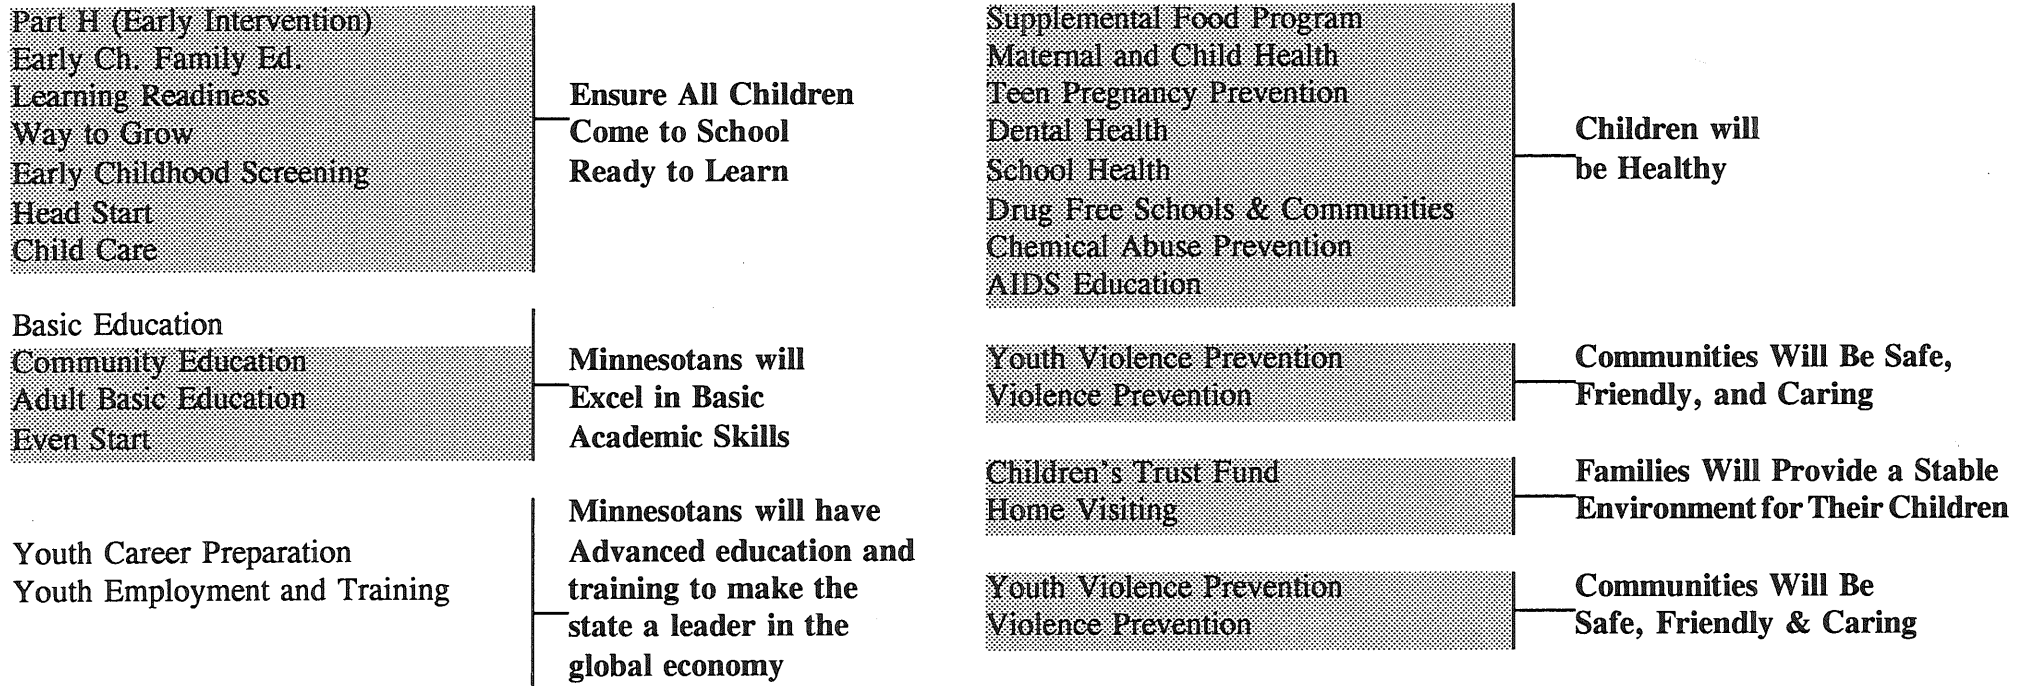 Part H (Early Intervention)
Early Ch. Family Ed.
Learning Readiness
Way to Grow
Early Childhood Screening
Head Start
Child Care
Ensure All Children
Come to School
Ready to Learn
Basic Education
Community Education
Adult Basic Education
Even Start
Minnesotans will
Excel in Basic
Academic Skills
Youth Career Preparation
Youth Employment and Training
Minnesotans will have
Advanced education and
training to make the
state a leader in the
global economy
Supplemental Food Program
Maternal and Child Health
Teen Pregnancy Prevention
Dental Health
School Health
Drug Free Schools & Communities
Chemical Abuse Prevention
AIDS Education
Children will
be Healthy
Youth Violence Prevention
Violence Prevention
Communities Will Be Safe,
Friendly, and Caring
Children's Trust Fund
Home Visiting
Families Will Provide a Stable
Environment for Their Children
Youth Violence Prevention
Violence Prevention
Communities Will Be
Safe, Friendly & Caring